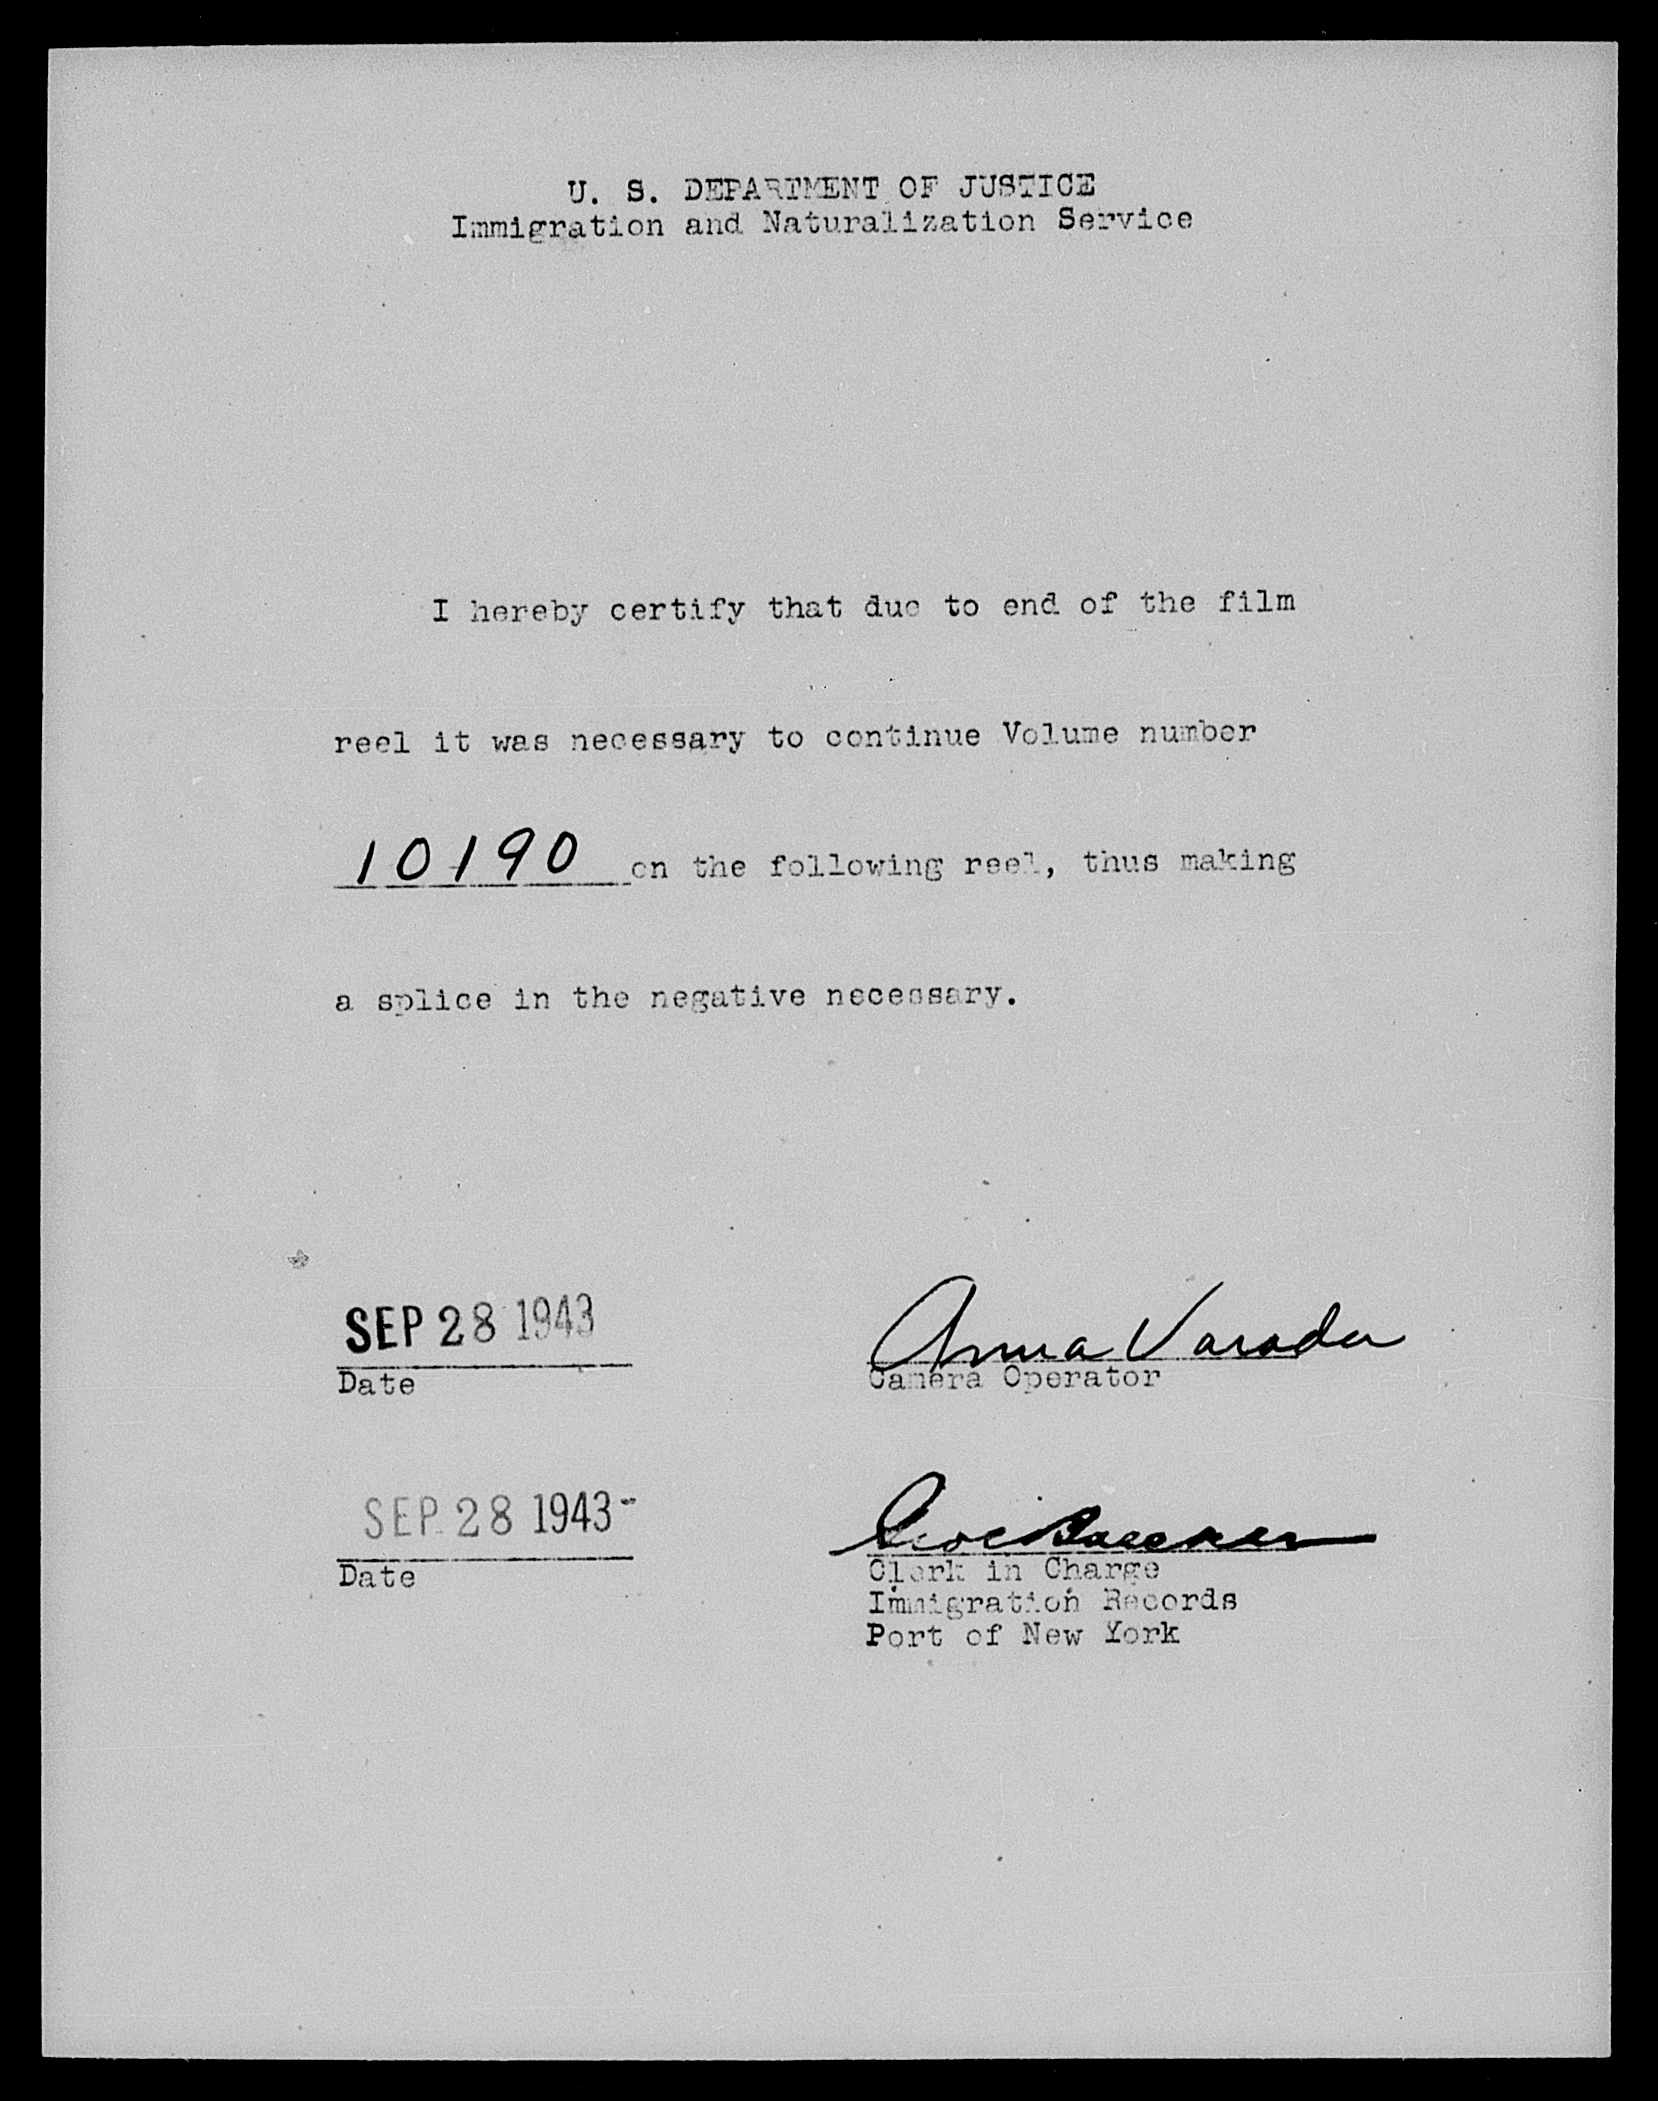 U. S. DEPARTMENT OF JUSTICE
Immigration and Naturalization Service
I hereby certify that due to end of the film
reel it was necessary to continue Volume number
10190 on the following reel, thus making
a splice in the negative necessary.
SEP 28 1943
Anna Varada
Date
Camera Operator
SEP 28 1943
Date
Clerk in Charge
Immigration Records
Port of New York